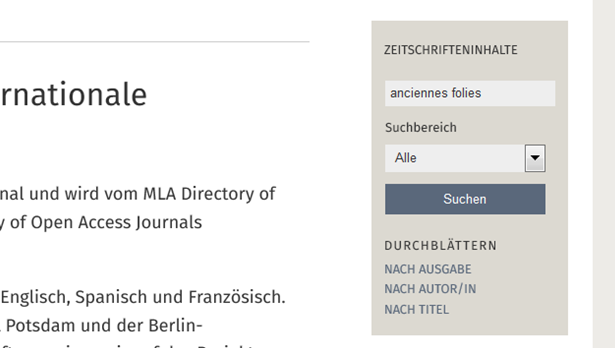 rnationale
nal und wird vom MLA Directory of
y of Open Access Journals
Englisch, Spanisch und Französisch.
Potsdam und der Berlin-
ZEITSCHRIFTENINHALTE
anciennes folies
Suchbereich
Alle
Suchen
DURCHBLÄTTERN
NACH AUSGABE
NACH AUTOR/IN
NACH TITEL